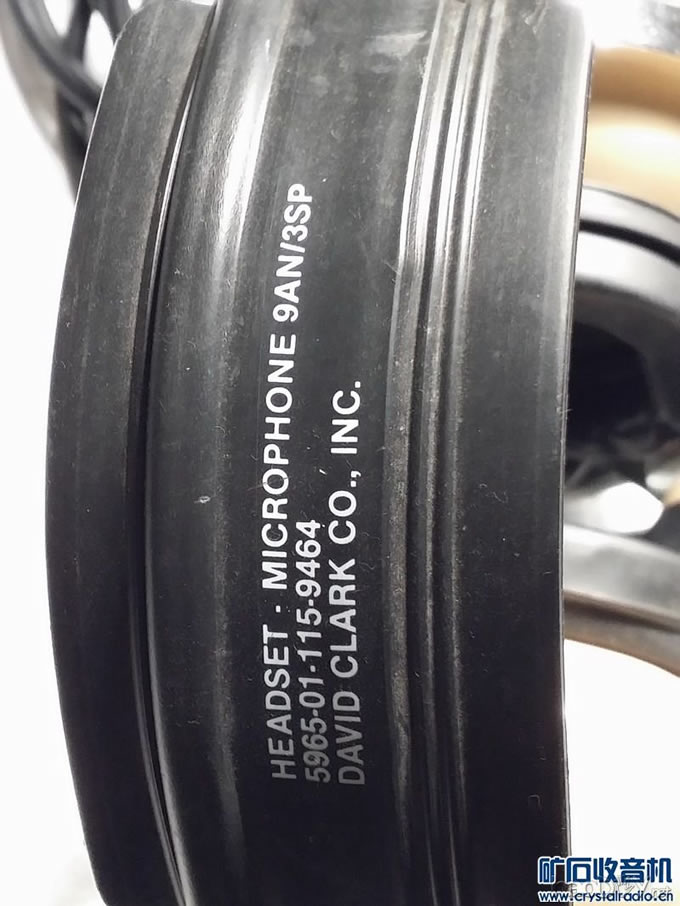 HEADSET - MICROPHONE 9AN/3SP
5965-01-115-9464
DAVID CLARK CO., INC.
矿石收音机
www.crystalradio.cn